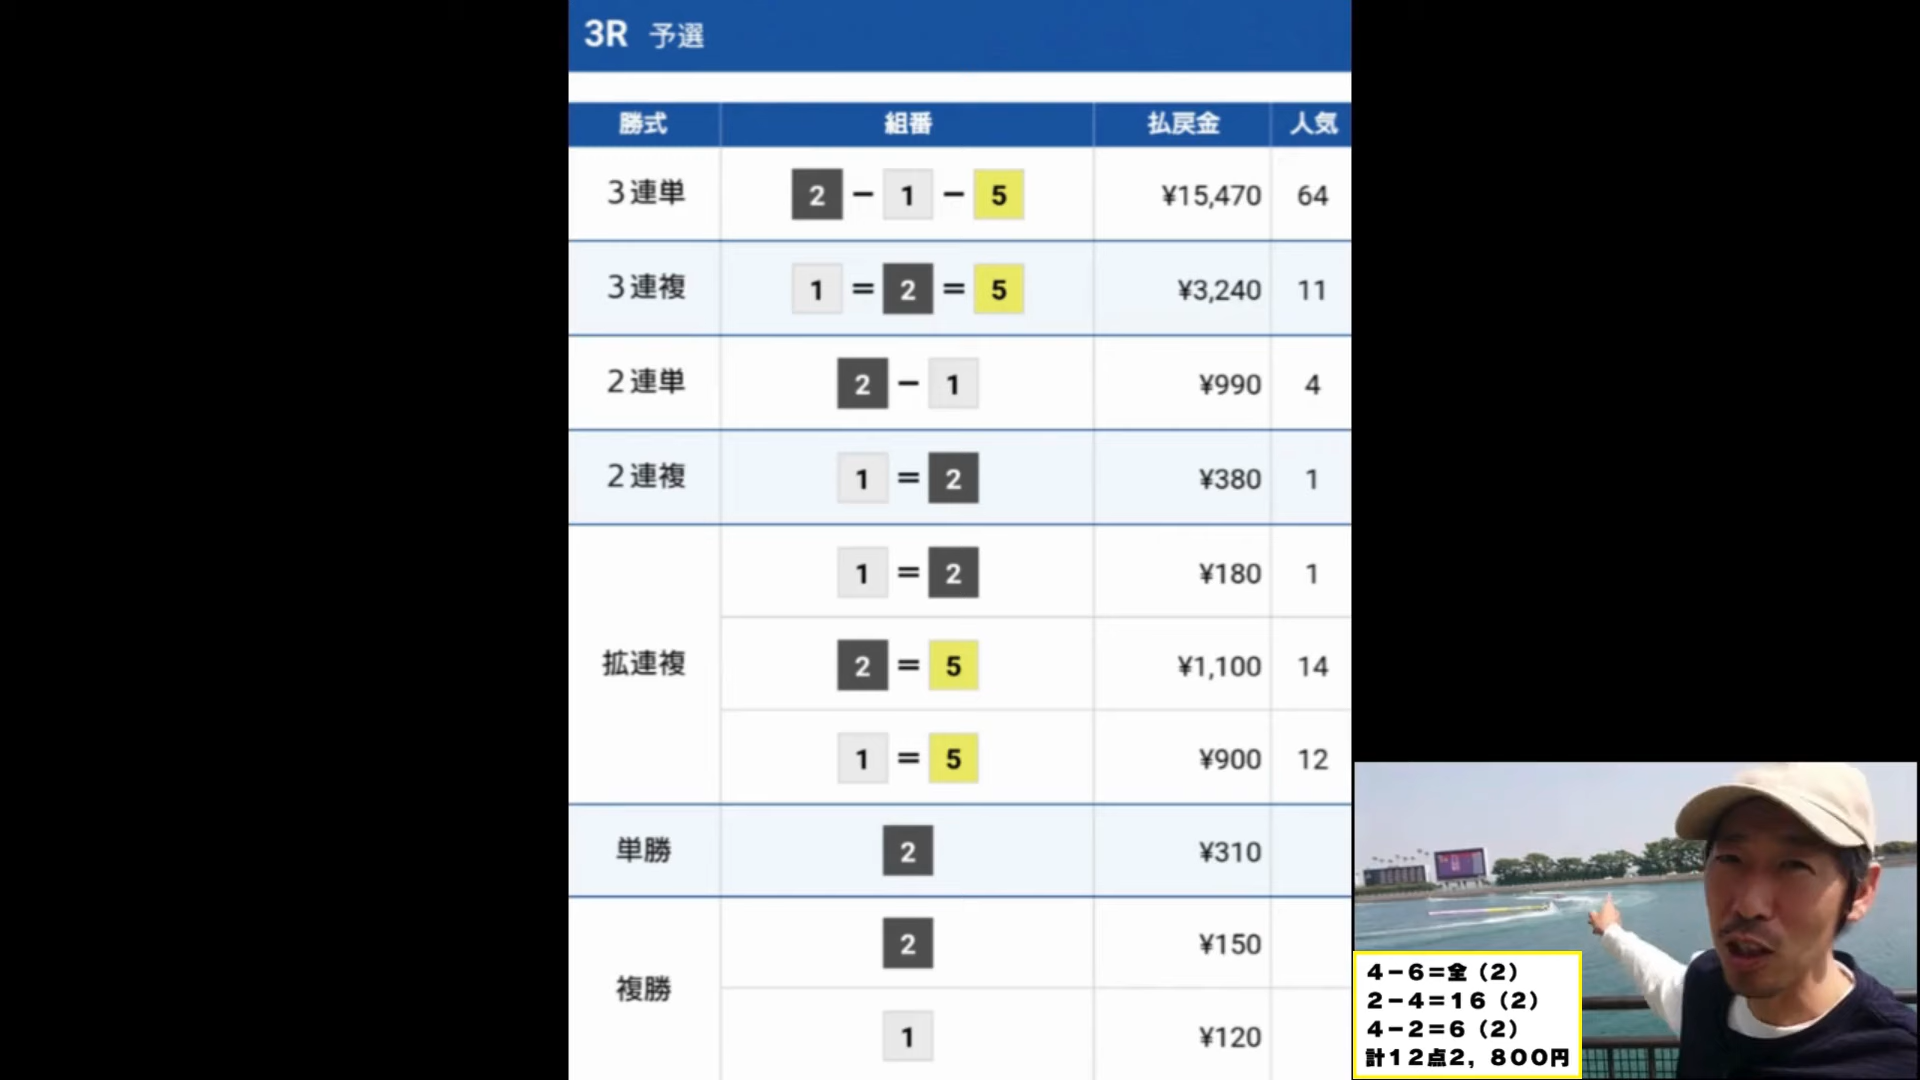 3R 予選
勝式 組番 払戻金 人気
3連単 2 - 1 - 5 ¥15,470 64
3連複 1 = 2 = 5 ¥3,240 11
2連単 2 - 1 ¥990 4
2連複 1 = 2 ¥380 1
拡連複 1 = 2 ¥180 1
2 = 5 ¥1,100 14
1 = 5 ¥900 12
単勝 2 ¥310
複勝 2 ¥150
1 ¥120
4－6＝全（2）
2－4＝16（2）
4－2＝6（2）
計12点2，800円